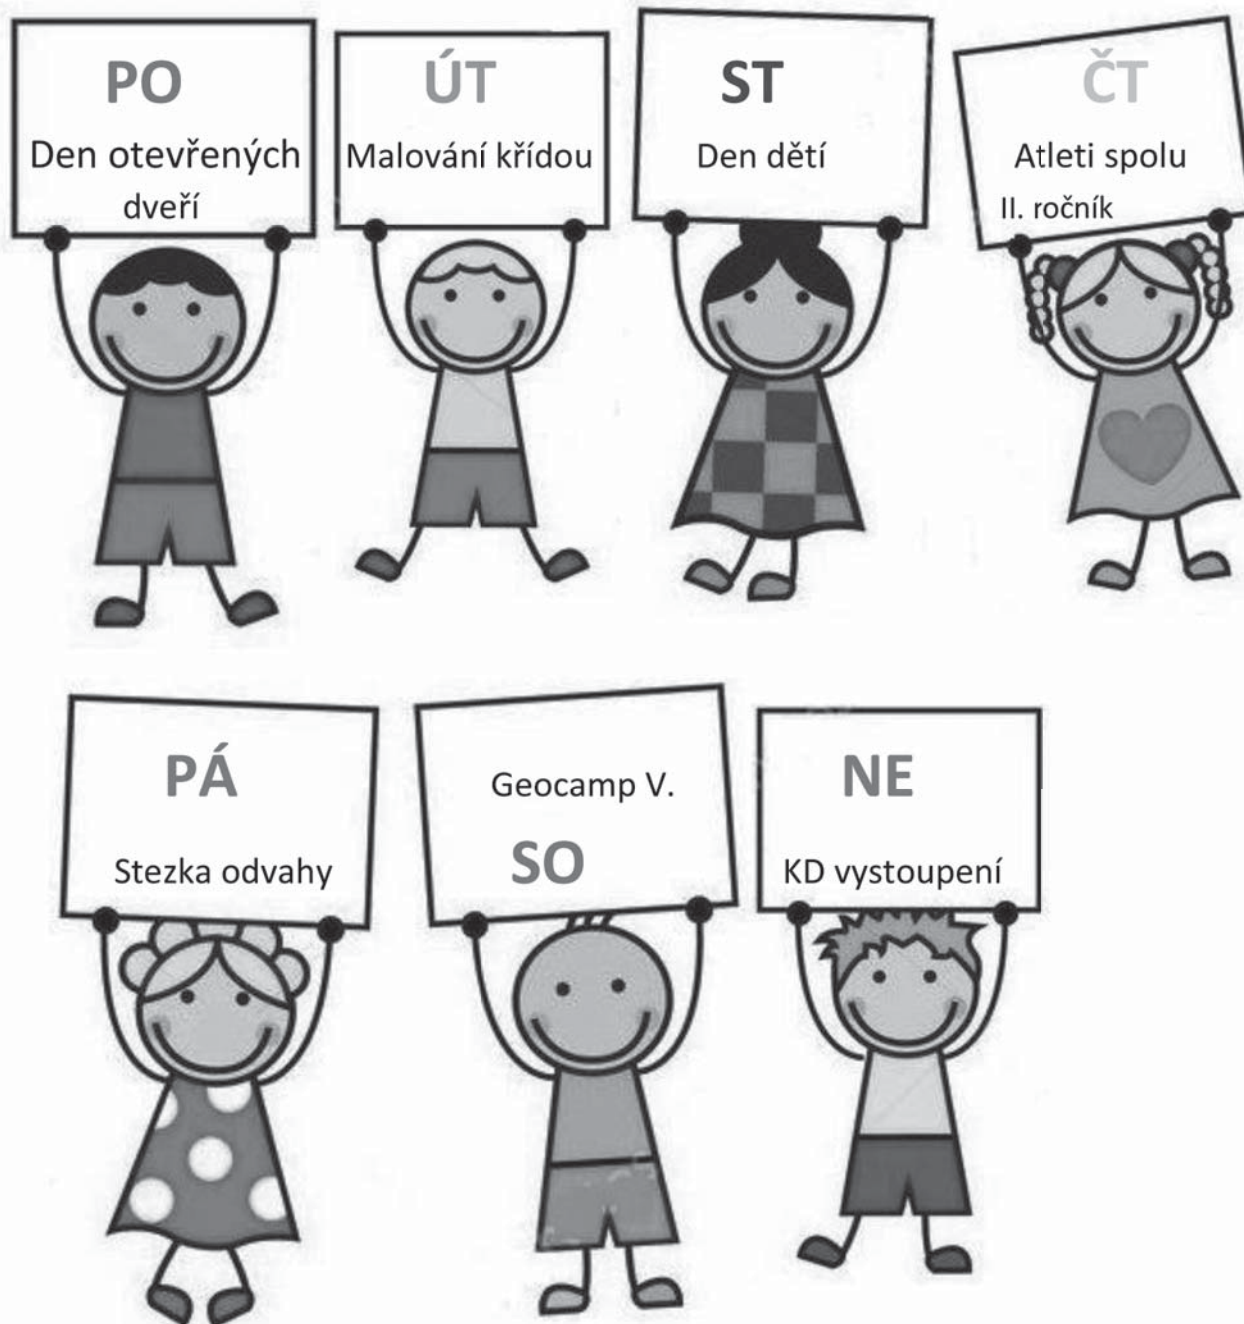 PO
Den otevřených
dveří
ÚT
Malování křídou
ST
Den dětí
ČT
Atleti spolu
II. ročník
PÁ
Stezka odvahy
Geocamp V.
SO
NE
KD vystoupení